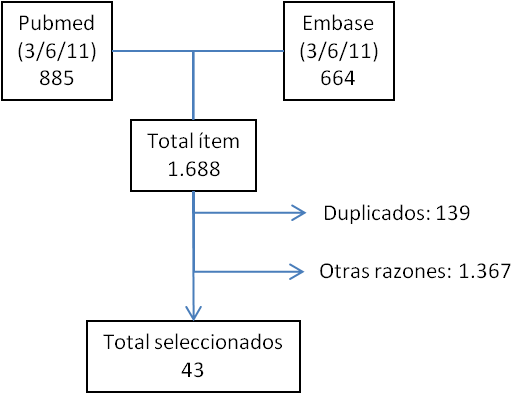 Pubmed
(3/6/11)
885
Embase
(3/6/11)
664
Total ítem
1.688
Duplicados: 139
Otras razones: 1.367
Total seleccionados
43